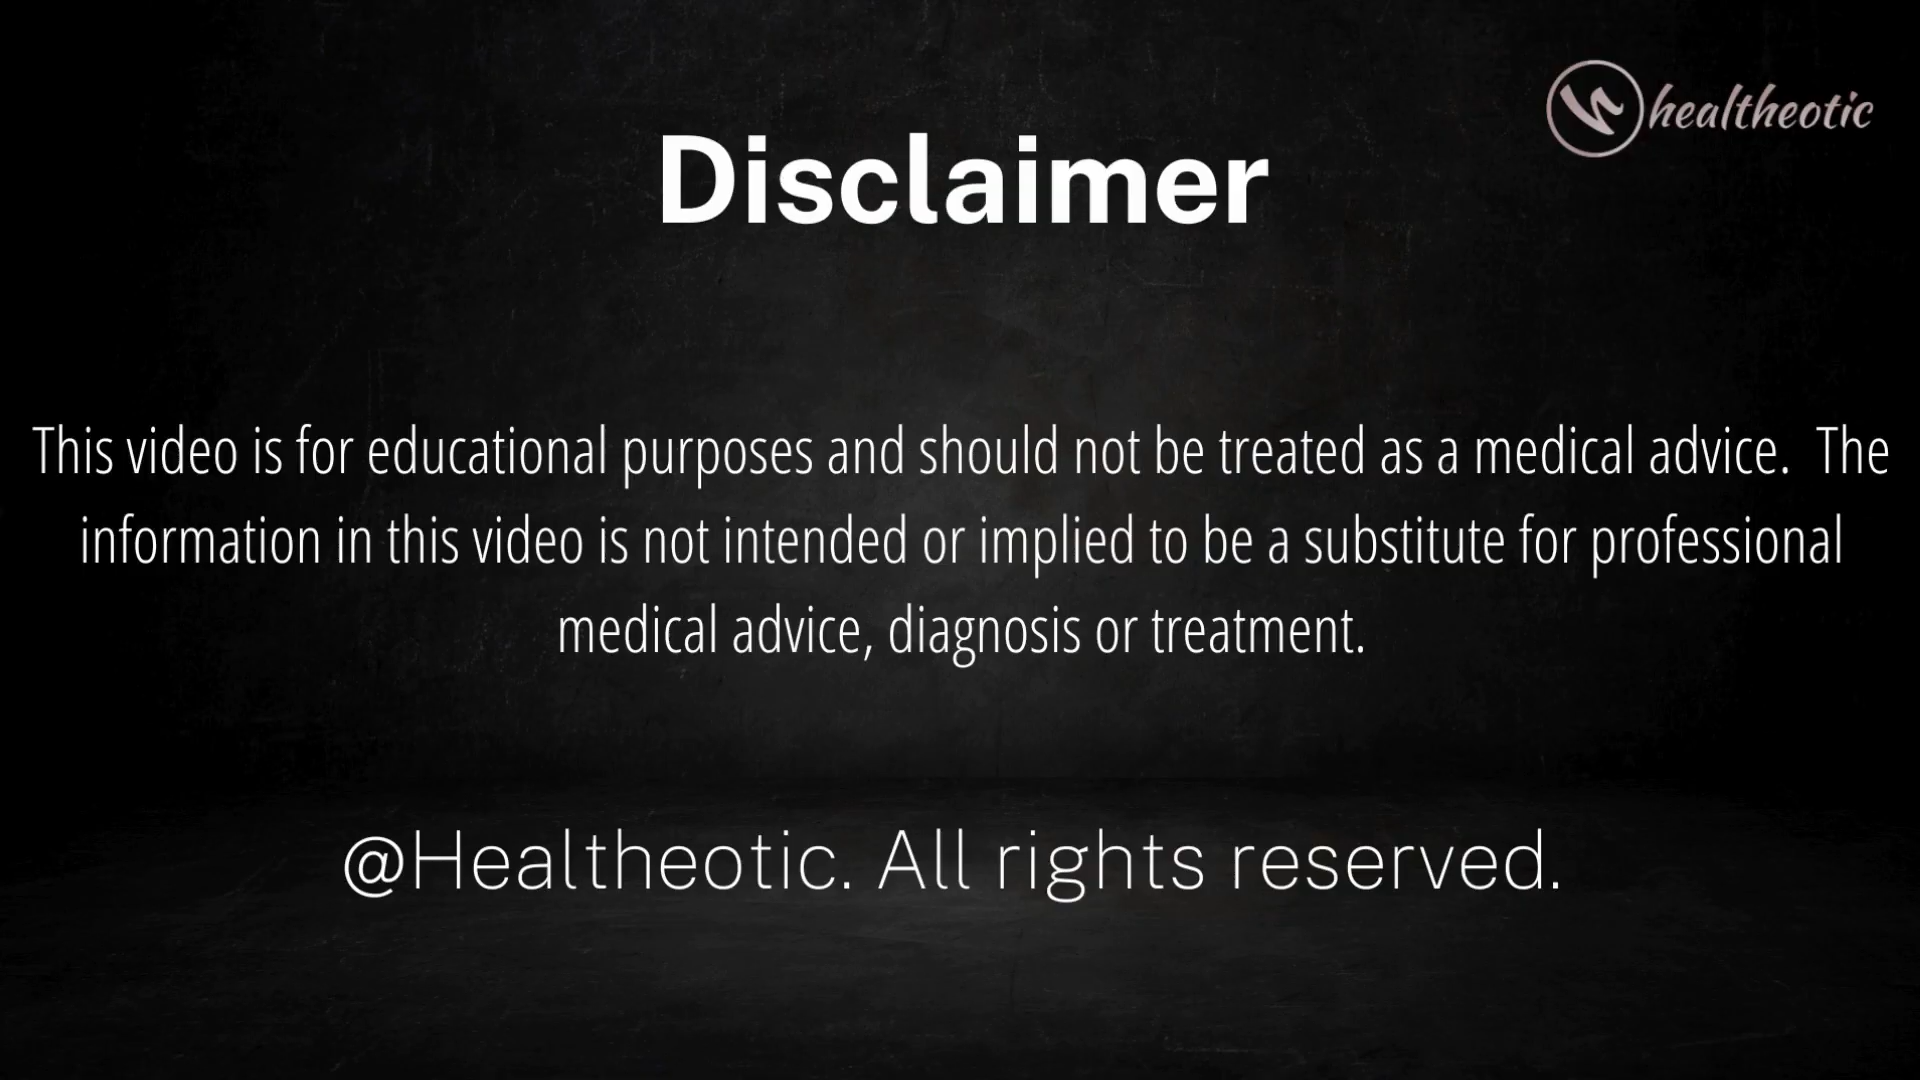 healtheotic
Disclaimer
This video is for educational purposes and should not be treated as a medical advice.  The
information in this video is not intended or implied to be a substitute for professional
medical advice, diagnosis or treatment.
@Healtheotic. All rights reserved.